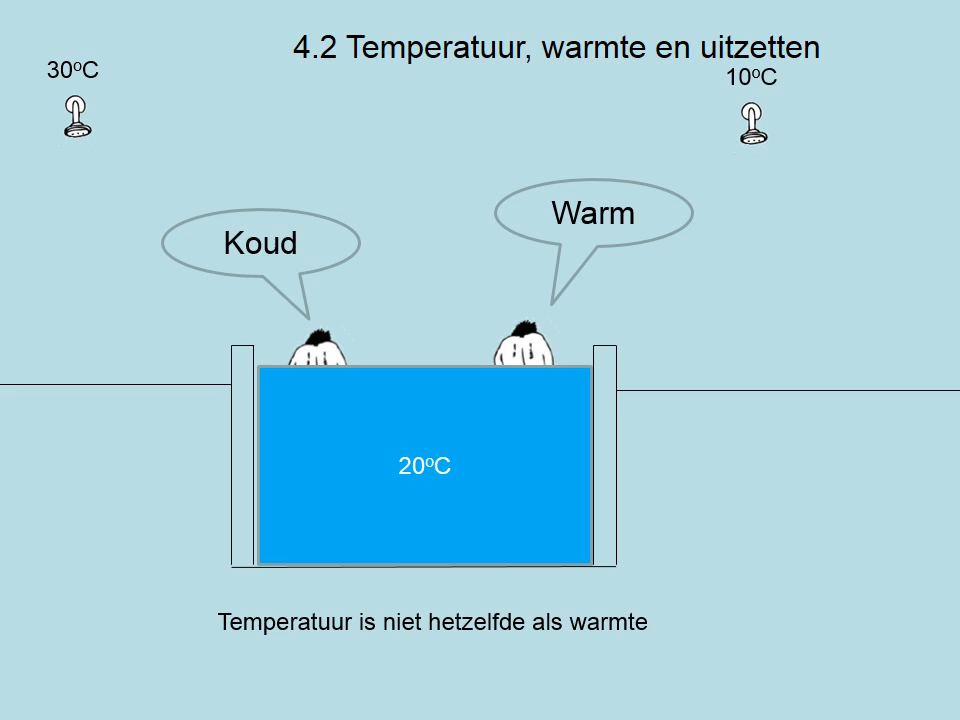 4.2 Temperatuur, warmte en uitzetten
30ºC
10ºC
Koud
Warm
20ºC
Temperatuur is niet hetzelfde als warmte